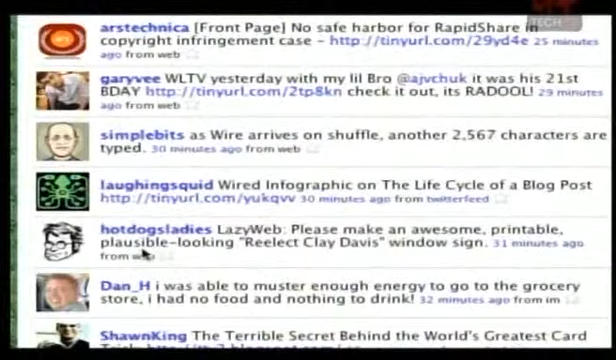 TECH
arstechnica [Front Page] No safe harbor for RapidShare in
copyright infringement case – http://tinyurl.com/29yd4e 25 minutes
ago from web
garyvee WLTV yesterday with my lil Bro @ajvchuk it was his 21st
BDAY http://tinyurl.com/2tp8kn check it out, its RADOOL! 29 minutes
ago from web
simplebits as Wire arrives on shuffle, another 2,567 characters are
typed. 30 minutes ago from web
laughingsquid Wired Infographic on The Life Cycle of a Blog Post
http://tinyurl.com/yukqvv 30 minutes ago from twitterfeed
hotdogsladies LazyWeb: Please make an awesome, printable,
plausible-looking "Reelect Clay Davis" window sign. 31 minutes ago
from web
Dan_H i was able to muster enough energy to go to the grocery
store, i had no food and nothing to drink! 32 minutes ago from im
ShawnKing The Terrible Secret Behind the World's Greatest Card